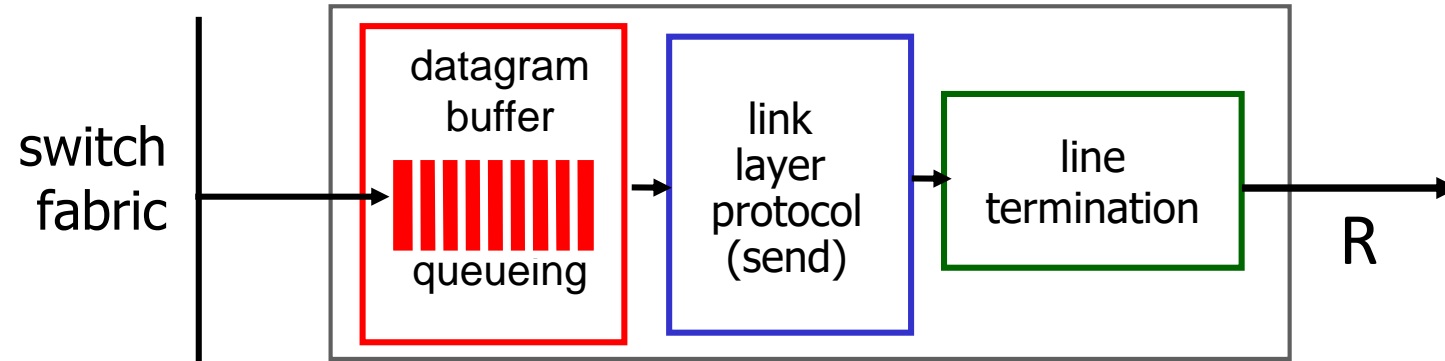 switch
fabric
datagram
buffer
queueing
link
layer
protocol
(send)
line
termination
R